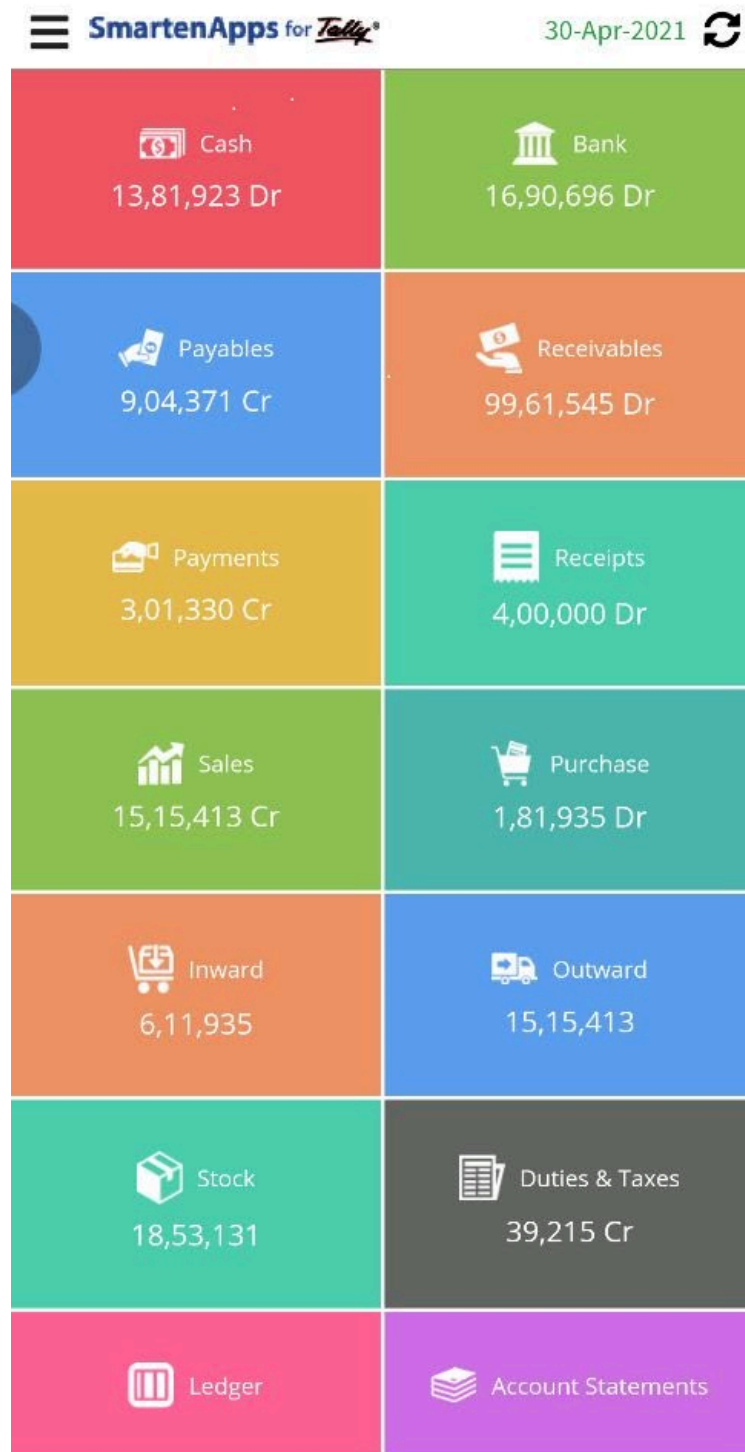 SmartenApps for Tally
30-Apr-2021
Cash
13,81,923 Dr
Bank
16,90,696 Dr
Payables
9,04,371 Cr
Receivables
99,61,545 Dr
Payments
3,01,330 Cr
Receipts
4,00,000 Dr
Sales
15,15,413 Cr
Purchase
1,81,935 Dr
Inward
6,11,935
Outward
15,15,413
Stock
18,53,131
Duties & Taxes
39,215 Cr
Ledger
Account Statements